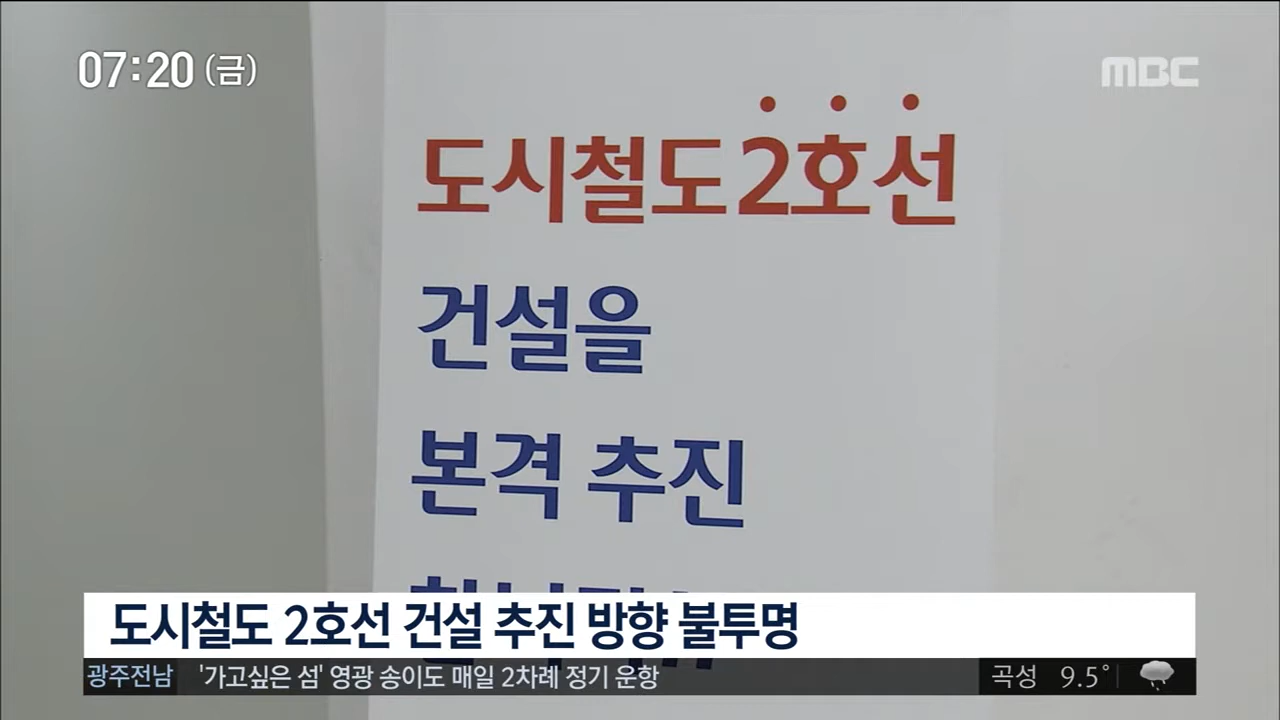 07:20(금)
MBC
도시철도2호선
건설을
본격 추진
도시철도 2호선 건설 추진 방향 불투명
광주전남 '가고싶은 섬' 영광 송이도 매일 2차례 정기 운항
곡성 9.5°